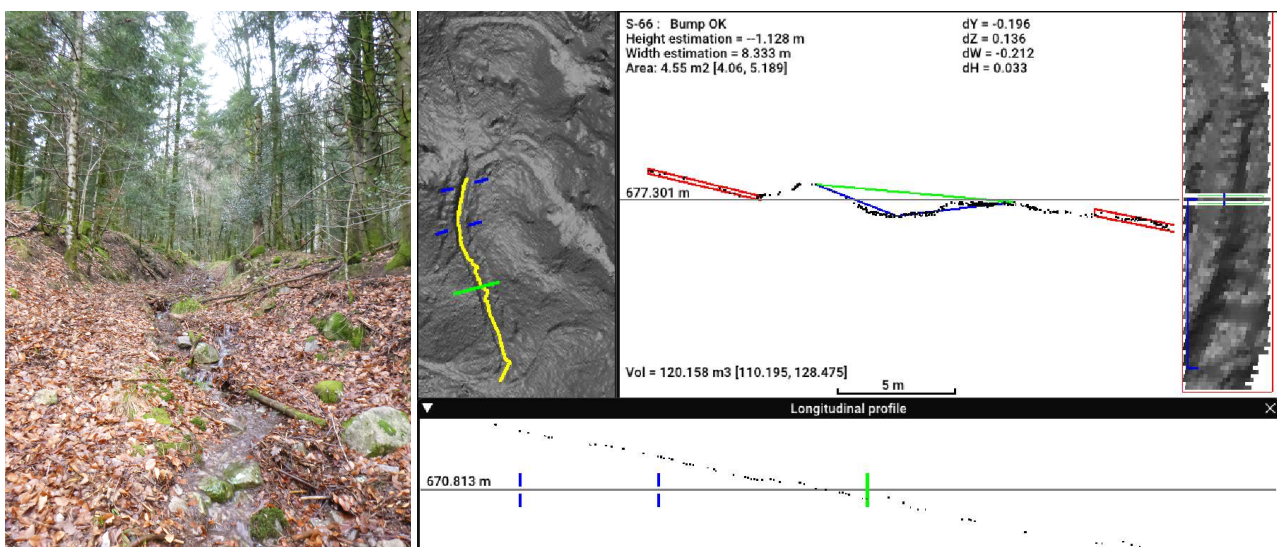 S-66 : Bump OK
Height estimation = --1.128 m
Width estimation = 8.333 m
Area: 4.55 m2 [4.06, 5.189]
dY = -0.196
dZ = 0.136
dW = -0.212
dH = 0.033
677.301 m
Vol = 120.158 m3 [110.195, 128.475]
5 m
Longitudinal profile
670.813 m